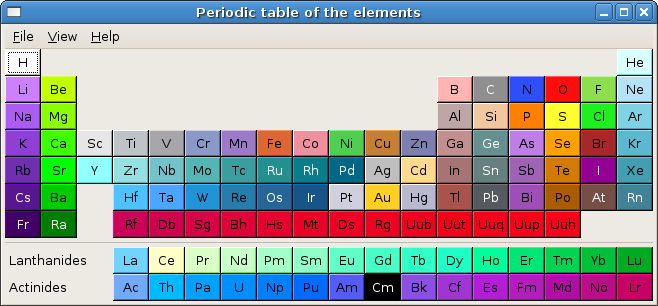 Periodic table of the elements
File View Help
H He
Li Be B C N O F Ne
Na Mg Al Si P S Cl Ar
K Ca Sc Ti V Cr Mn Fe Co Ni Cu Zn Ga Ge As Se Br Kr
Rb Sr Y Zr Nb Mo Tc Ru Rh Pd Ag Cd In Sn Sb Te I Xe
Cs Ba Hf Ta W Re Os Ir Pt Au Hg Tl Pb Bi Po At Rn
Fr Ra Rf Db Sg Bh Hs Mt Ds Rg Uub Uut Uuq Uup Uuh
Lanthanides La Ce Pr Nd Pm Sm Eu Gd Tb Dy Ho Er Tm Yb Lu
Actinides Ac Th Pa U Np Pu Am Cm Bk Cf Es Fm Md No Lr